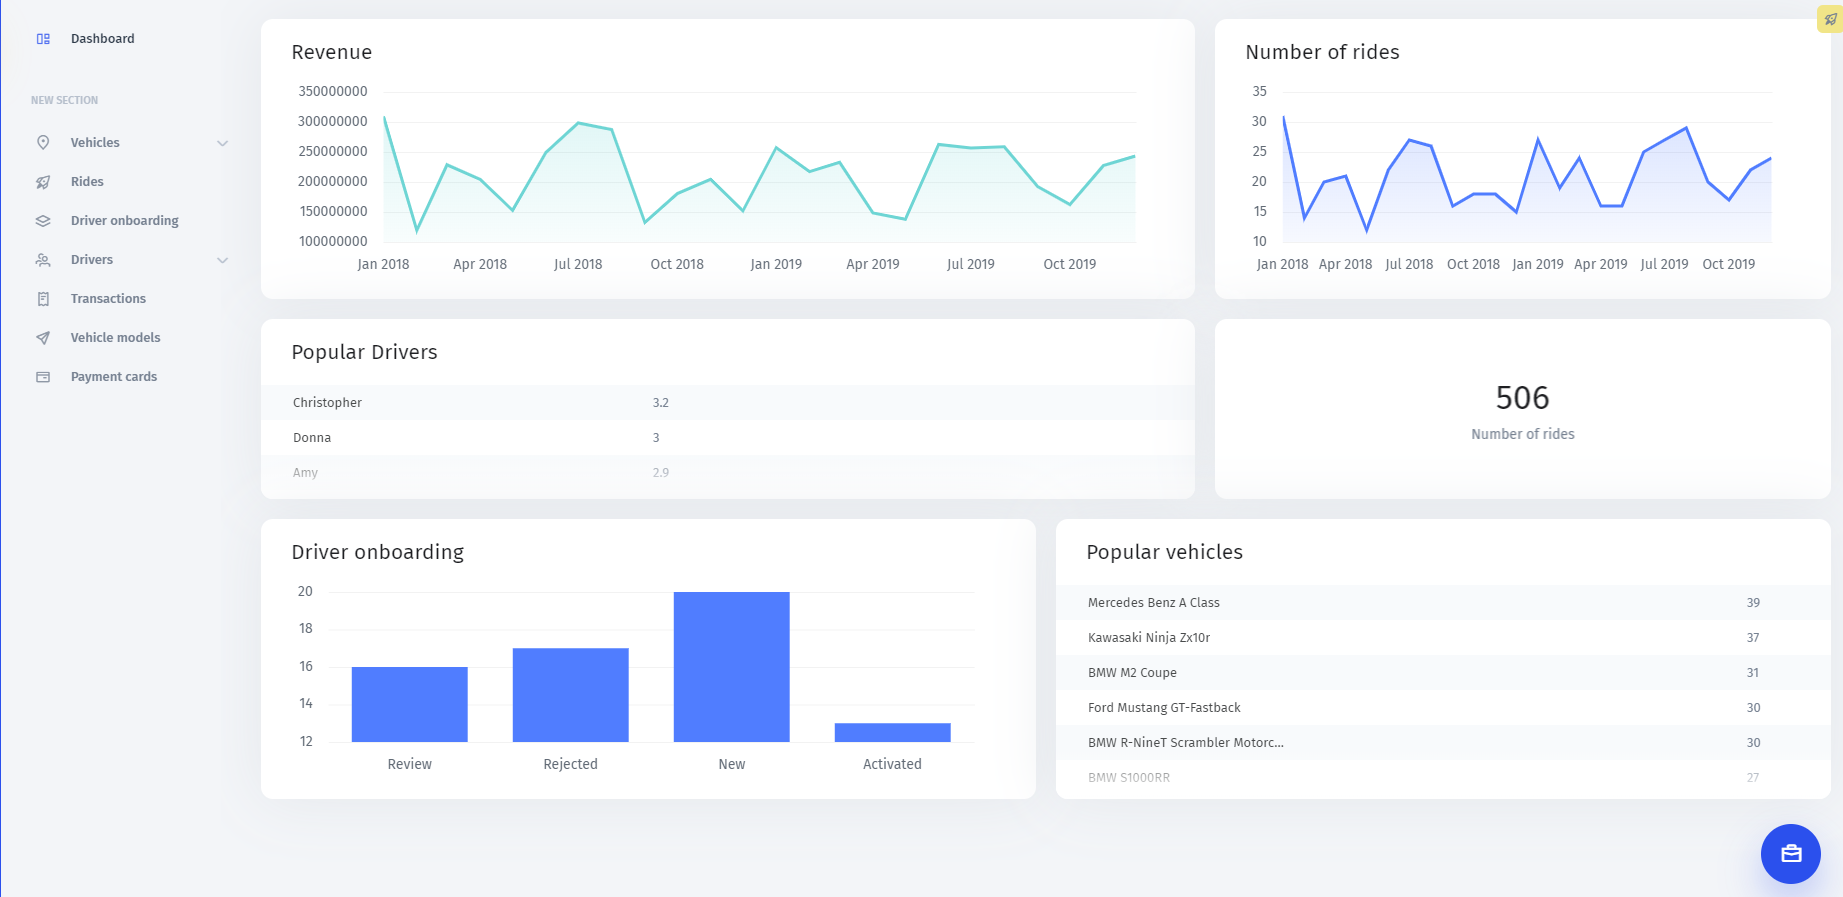 Dashboard
NEW SECTION
Vehicles
Rides
Driver onboarding
Drivers
Transactions
Vehicle models
Payment cards
Revenue
350000000
300000000
250000000
200000000
150000000
100000000
Jan 2018 Apr 2018 Jul 2018 Oct 2018 Jan 2019 Apr 2019 Jul 2019 Oct 2019
Number of rides
35
30
25
20
15
10
Jan 2018 Apr 2018 Jul 2018 Oct 2018 Jan 2019 Apr 2019 Jul 2019 Oct 2019
Popular Drivers
Christopher 3.2
Donna 3
Amy 2.9
506
Number of rides
Driver onboarding
20
18
16
14
12
Review Rejected New Activated
Popular vehicles
Mercedes Benz A Class 39
Kawasaki Ninja Zx10r 37
BMW M2 Coupe 31
Ford Mustang GT-Fastback 30
BMW R-NineT Scrambler Motorc... 30
BMW S1000RR 27